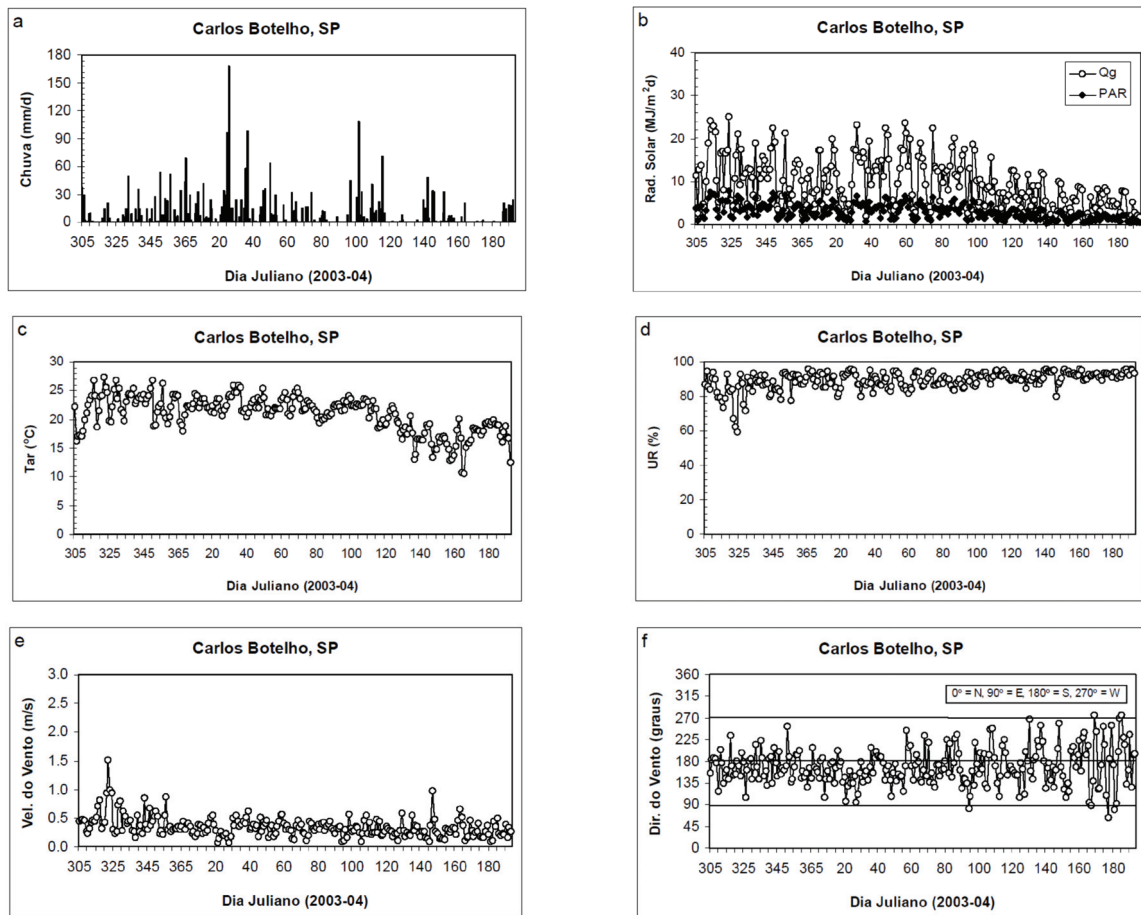 a
Carlos Botelho, SP
Chuva (mm/d)
180
150
120
90
60
30
0
305 325 345 365 20 40 60 80 100 120 140 160 180
Dia Juliano (2003-04)
b
Carlos Botelho, SP
Rad. Solar (MJ/m²d)
40
30
20
10
0
Qg
PAR
305 325 345 365 20 40 60 80 100 120 140 160 180
Dia Juliano (2003-04)
c
Carlos Botelho, SP
Tar (°C)
30
25
20
15
10
5
0
305 325 345 365 20 40 60 80 100 120 140 160 180
Dia Juliano (2003-04)
d
Carlos Botelho, SP
UR (%)
100
80
60
40
20
0
305 325 345 365 20 40 60 80 100 120 140 160 180
Dia Juliano (2003-04)
e
Carlos Botelho, SP
Vel. do Vento (m/s)
3.0
2.5
2.0
1.5
1.0
0.5
0.0
305 325 345 365 20 40 60 80 100 120 140 160 180
Dia Juliano (2003-04)
f
Carlos Botelho, SP
Dir. do Vento (graus)
360
315
270
225
180
135
90
45
0
0° = N, 90° = E, 180° = S, 270° = W
305 325 345 365 20 40 60 80 100 120 140 160 180
Dia Juliano (2003-04)